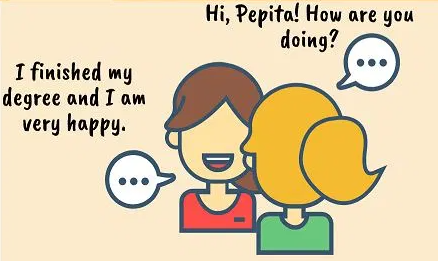 Hi, Pepita! How are you
doing?
I finished my
degree and I am
very happy.